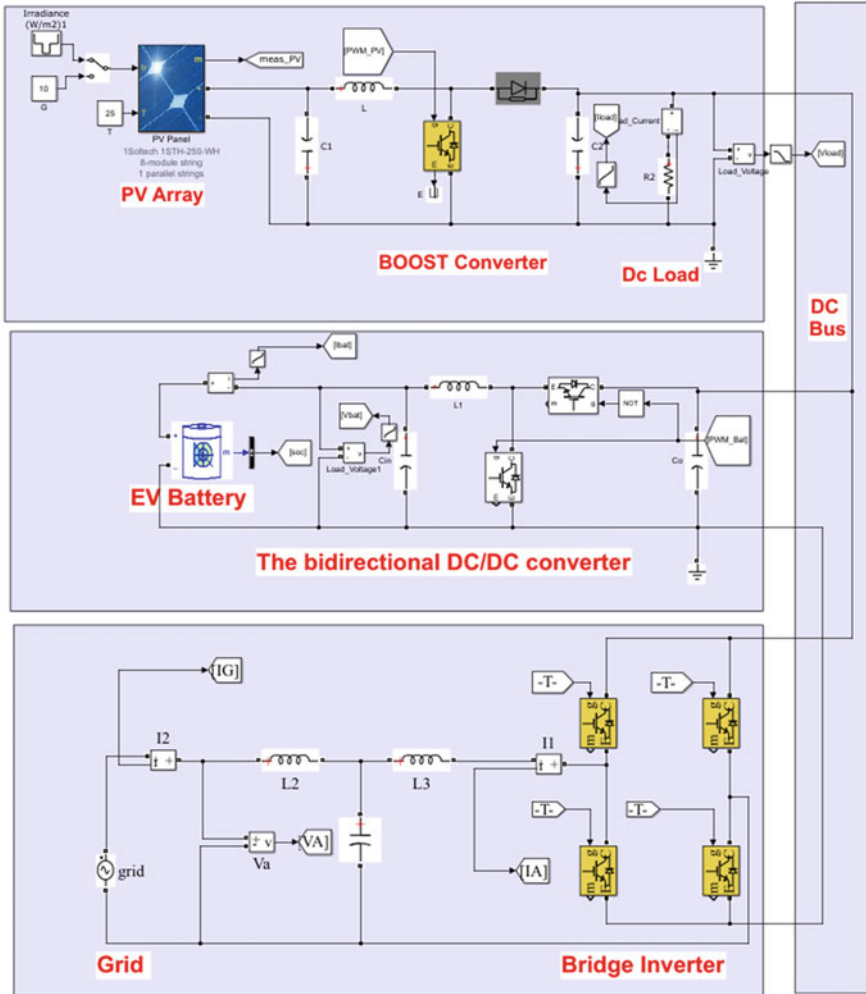 Irradiance
(W/m2)1
10
G
25
T
Ir
T
m
+
-
PV Panel
1Soltech 1STH-250-WH
8-module string
1 parallel strings
PV Array
meas_PV
[PWM_PV]
L
C1
g
C
m
E
E
C2
[Iload]
ad_Current
R2
+
-
v
Load_Voltage
[Vload]
BOOST Converter
Dc Load
DC
Bus
[Ibat]
[Vbat]
m
[soc]
EV Battery
+
-
v
Load_Voltage1
Cin
L1
E
C
m
g
NOT
g
C
m
E
[PWM_Bat]
Co
The bidirectional DC/DC converter
[IG]
I2
i
+
L2
L3
I1
i
+
grid
+
-
v
Va
[VA]
[IA]
-T-
-T-
-T-
-T-
g
C
m
E
g
C
m
E
g
C
m
E
g
C
m
E
Grid
Bridge Inverter